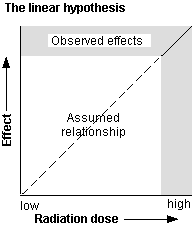 The linear hypothesis
Observed effects
Effect
Assumed
relationship
low
high
Radiation dose